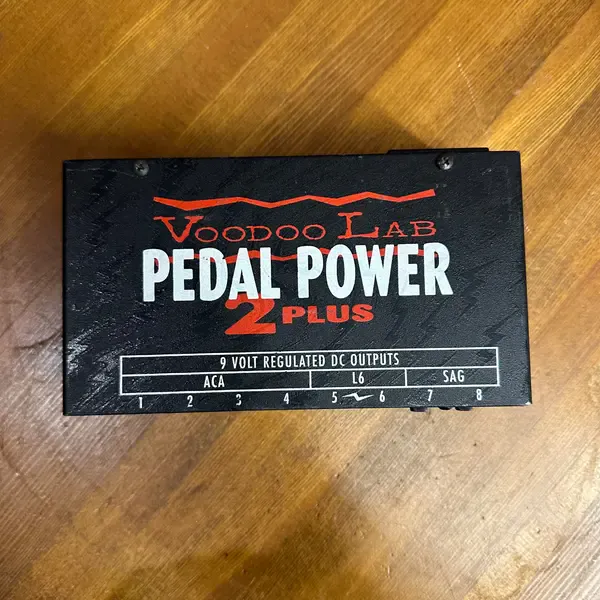 VOODOO LAB
PEDAL POWER
2 PLUS
9 VOLT REGULATED DC OUTPUTS
ACA L6 SAG
1 2 3 4 5 6 7 8